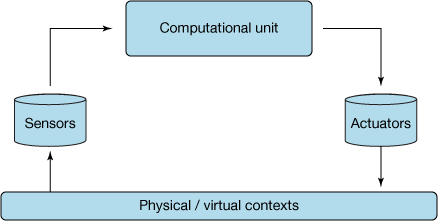 Computational unit
Sensors
Actuators
Physical / virtual contexts